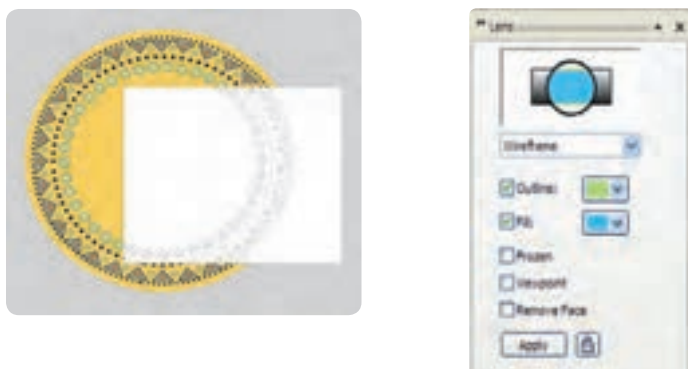 Lens
Wireframe
Outline:
Fill:
Frozen
Viewpoint
Remove Face
Apply